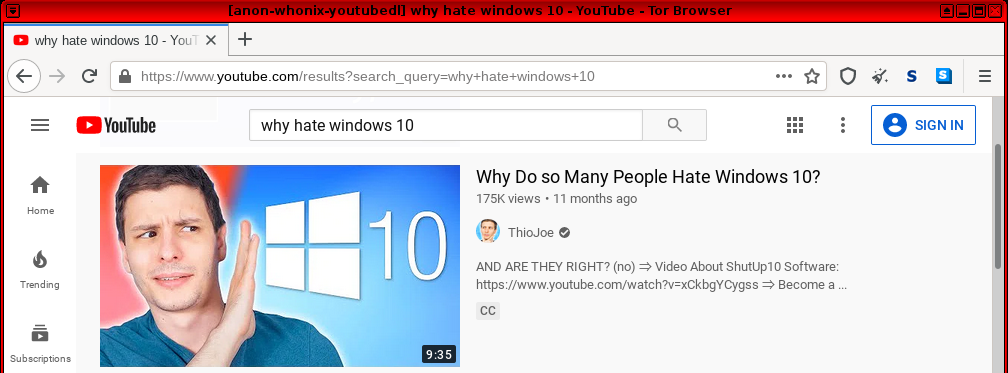 [anon-whonix-youtubedl] why hate windows 10 - YouTube - Tor Browser
why hate windows 10 - YouT
https://www.youtube.com/results?search_query=why+hate+windows+10
S S
YouTube
why hate windows 10
SIGN IN
Home
Trending
Subscriptions
10
9:35
Why Do so Many People Hate Windows 10?
175K views • 11 months ago
ThioJoe
AND ARE THEY RIGHT? (no) ⇒ Video About ShutUp10 Software:
https://www.youtube.com/watch?v=xCkbgYCygss ⇒ Become a ...
CC